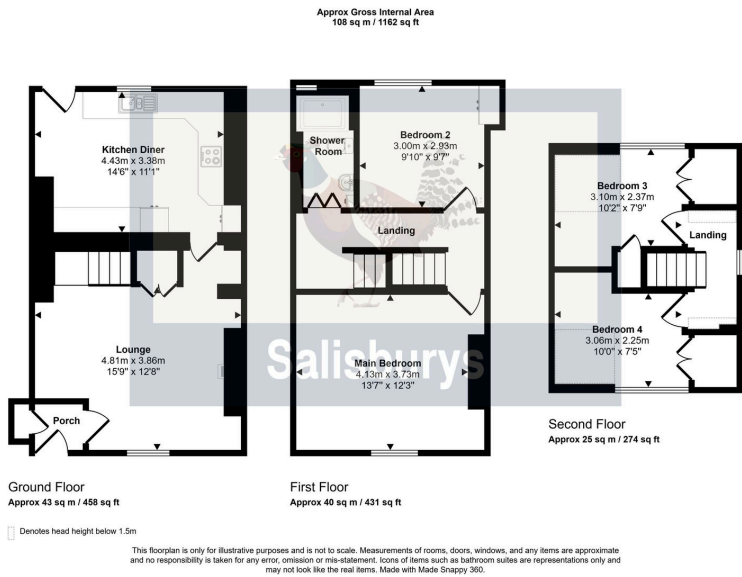 Approx Gross Internal Area
108 sq m / 1162 sq ft
Kitchen Diner
4.43m x 3.38m
14'6" x 11'1"
Lounge
4.81m x 3.86m
15'9" x 12'8"
Porch
Ground Floor
Approx 43 sq m / 458 sq ft
Shower
Room
Bedroom 2
3.00m x 2.93m
9'10" x 9'7"
Landing
Main Bedroom
4.13m x 3.73m
13'7" x 12'3"
Salisburys
First Floor
Approx 40 sq m / 431 sq ft
Bedroom 3
3.10m x 2.37m
10'2" x 7'9"
Landing
Bedroom 4
3.06m x 2.25m
10'0" x 7'5"
Second Floor
Approx 25 sq m / 274 sq ft
Denotes head height below 1.5m
This floorplan is only for illustrative purposes and is not to scale. Measurements of rooms, doors, windows, and any items are approximate
and no responsibility is taken for any error, omission or mis-statement. Icons of items such as bathroom suites are representations only and
may not look like the real items. Made with Made Snappy 360.